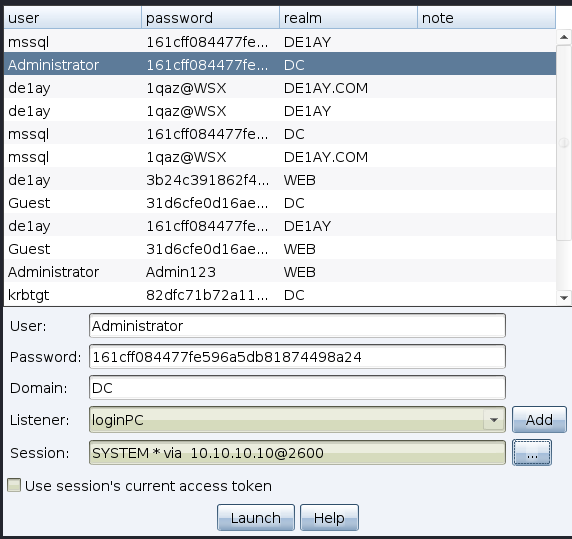 user password realm note
mssql 161cff084477fe... DE1AY
Administrator 161cff084477fe... DC
de1ay 1qaz@WSX DE1AY.COM
de1ay 1qaz@WSX DE1AY
mssql 161cff084477fe... DC
mssql 1qaz@WSX DE1AY.COM
de1ay 3b24c391862f4... WEB
Guest 31d6cfe0d16ae... DC
de1ay 161cff084477fe... DE1AY
Guest 31d6cfe0d16ae... WEB
Administrator Admin123 WEB
krbtgt 82dfc71b72a11... DC
User: Administrator
Password: 161cff084477fe596a5db81874498a24
Domain: DC
Listener: loginPC Add
Session: SYSTEM * via 10.10.10.10@2600 ...
Use session's current access token
Launch Help